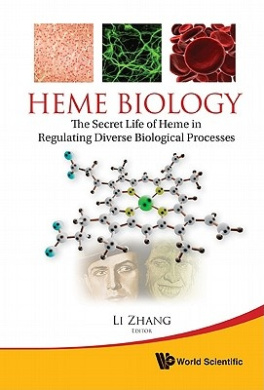 HEME BIOLOGY
The Secret Life of Heme in
Regulating Diverse Biological Processes
LI ZHANG
EDITOR
World Scientific